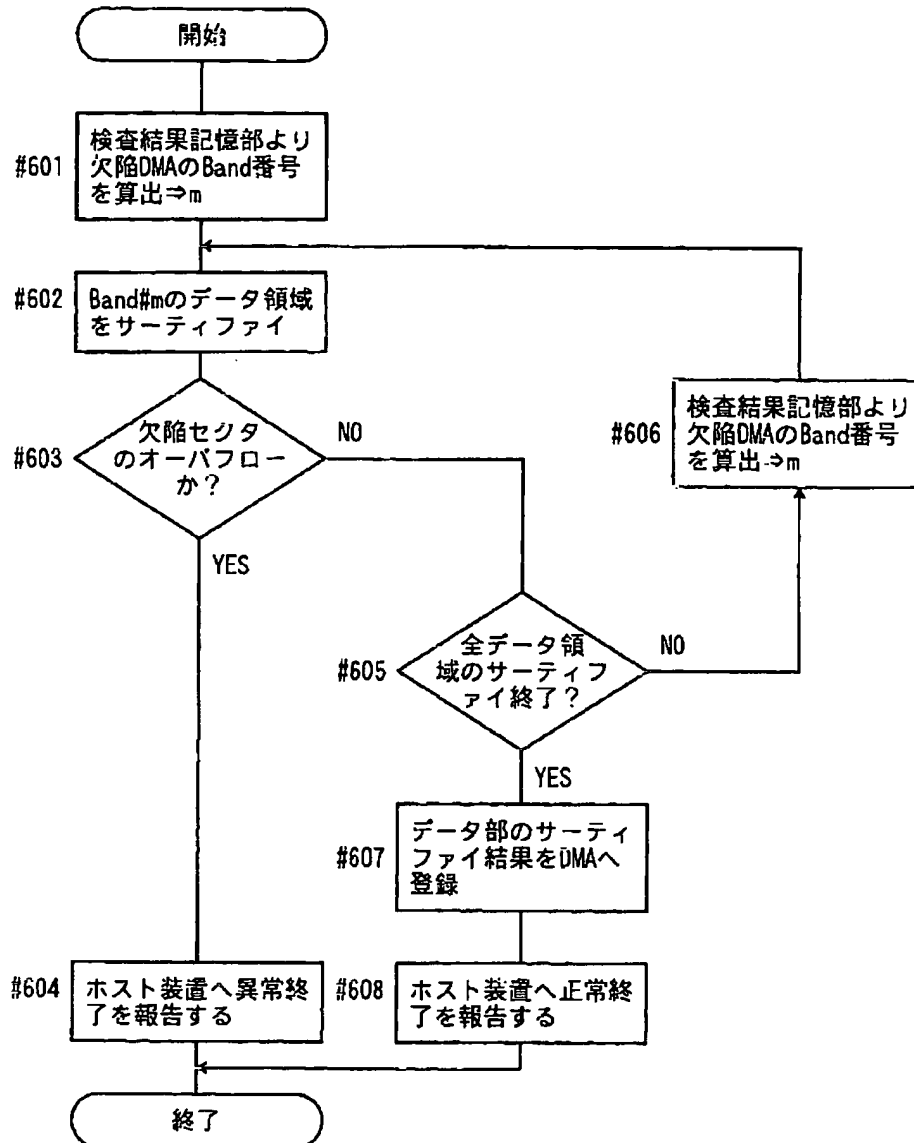 開始
#601
検査結果記憶部より
欠陥DMAのBand番号
を算出⇒m
#602
Band#mのデータ領域
をサーティファイ
#603
欠陥セクタ
のオーバフロー
か？
NO
YES
#606
検査結果記憶部より
欠陥DMAのBand番号
を算出⇒m
#605
全データ領
域のサーティフ
ァイ終了？
NO
YES
#607
データ部のサーティ
ファイ結果をDMAへ
登録
#604
ホスト装置へ異常終
了を報告する
#608
ホスト装置へ正常終
了を報告する
終了